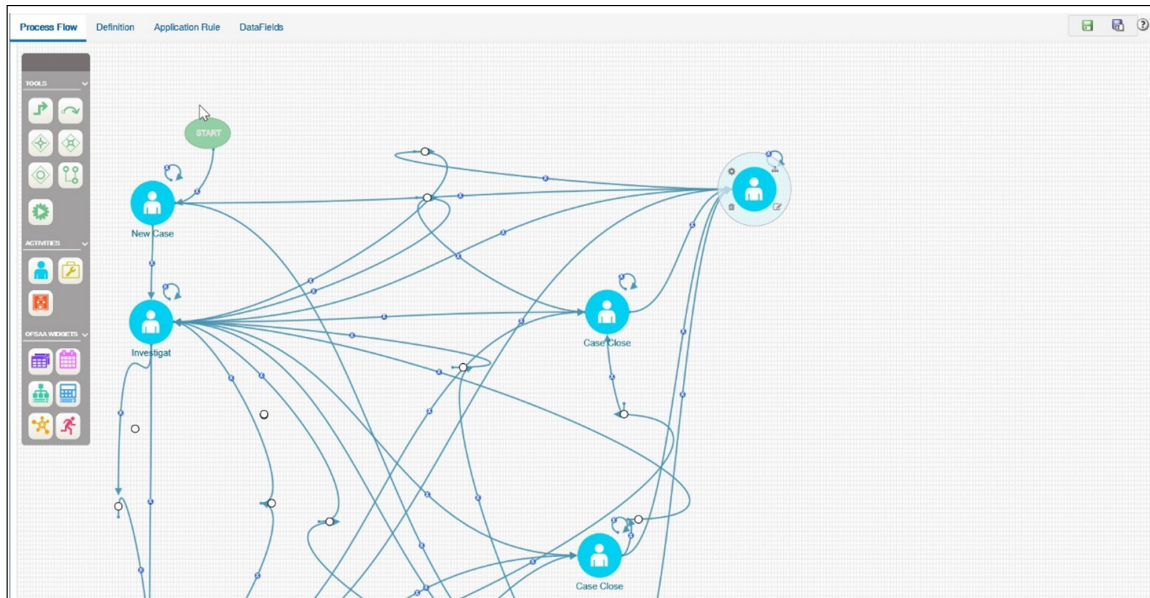 Process Flow Definition Application Rule DataFields
TOOLS
START
New Case
ACTIVITIES
Investigat
Case Close
OFSAA WIDGETS
Case Close